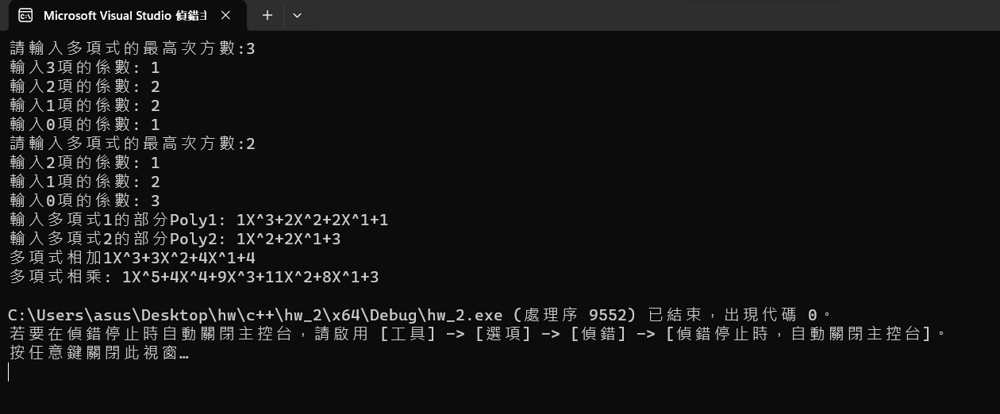 Microsoft Visual Studio 偵錯主
請輸入多項式的最高次方數:3
輸入3項的係數: 1
輸入2項的係數: 2
輸入1項的係數: 2
輸入0項的係數: 1
請輸入多項式的最高次方數:2
輸入2項的係數: 1
輸入1項的係數: 2
輸入0項的係數: 3
輸入多項式1的部分Poly1: 1X^3+2X^2+2X^1+1
輸入多項式2的部分Poly2: 1X^2+2X^1+3
多項式相加1X^3+3X^2+4X^1+4
多項式相乘: 1X^5+4X^4+9X^3+11X^2+8X^1+3
C:\Users\asus\Desktop\hw\c++\hw_2\x64\Debug\hw_2.exe (處理序 9552) 已結束，出現代碼 0。
若要在偵錯停止時自動關閉主控台，請啟用 [工具] -> [選項] -> [偵錯] -> [偵錯停止時，自動關閉主控台]。
按任意鍵關閉此視窗…